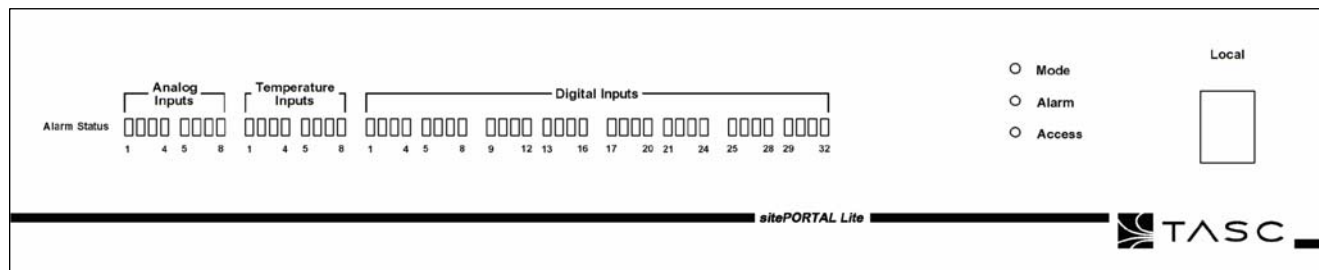 Local
Mode
Analog Inputs
Temperature Inputs
Digital Inputs
Alarm
Alarm Status
Access
1 4 5 8 1 4 5 8 1 4 5 8 9 12 13 16 17 20 21 24 25 28 29 32
sitePORTAL Lite
TASC